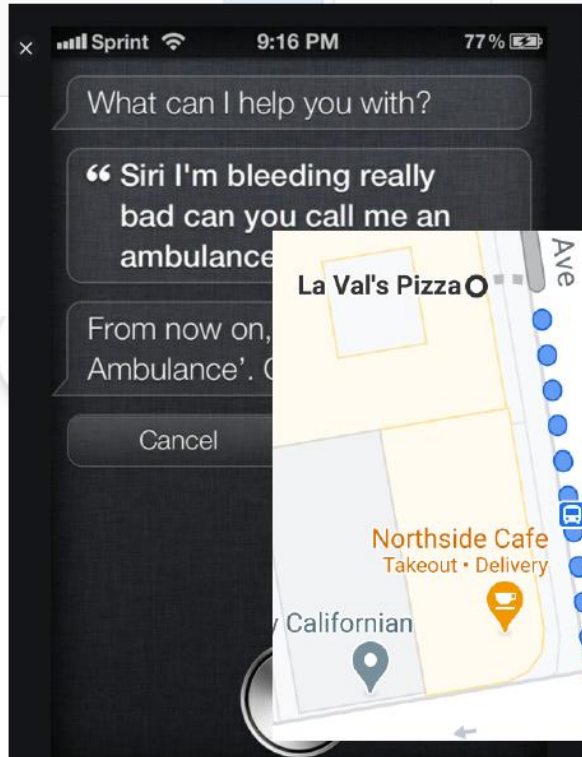 Sprint 9:16 PM 77%
What can I help you with?
“ Siri I'm bleeding really
bad can you call me an
ambulance
From now on,
Ambulance’.
Cancel
Ave
La Val's Pizza
Northside Cafe
Takeout • Delivery
Californian